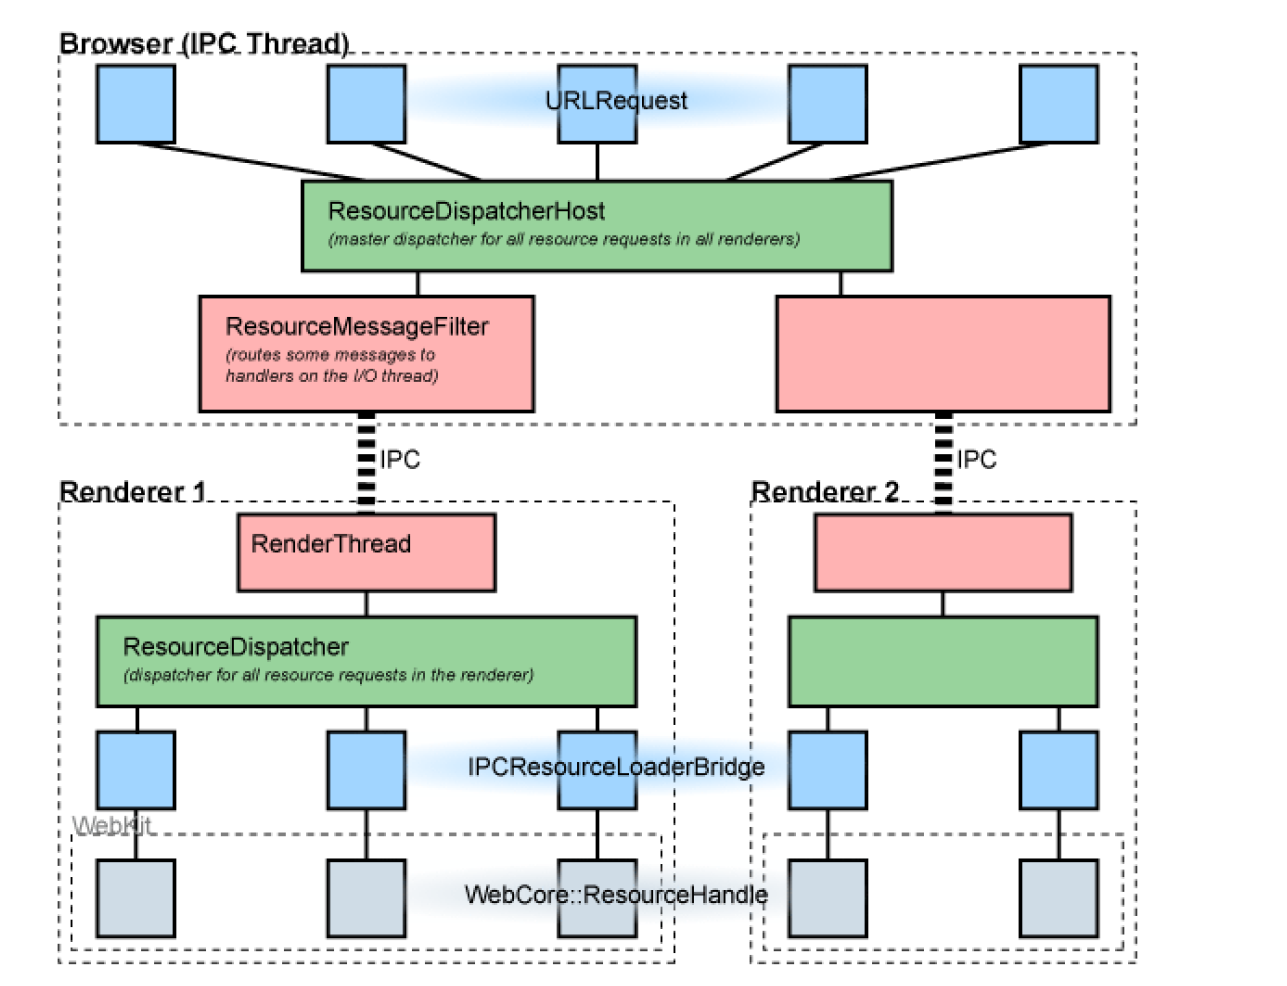 Browser (IPC Thread)
URLRequest
ResourceDispatcherHost
(master dispatcher for all resource requests in all renderers)
ResourceMessageFilter
(routes some messages to
handlers on the I/O thread)
IPC
IPC
Renderer 1
Renderer 2
RenderThread
ResourceDispatcher
(dispatcher for all resource requests in the renderer)
IPCResourceLoaderBridge
WebKit
WebCore::ResourceHandle